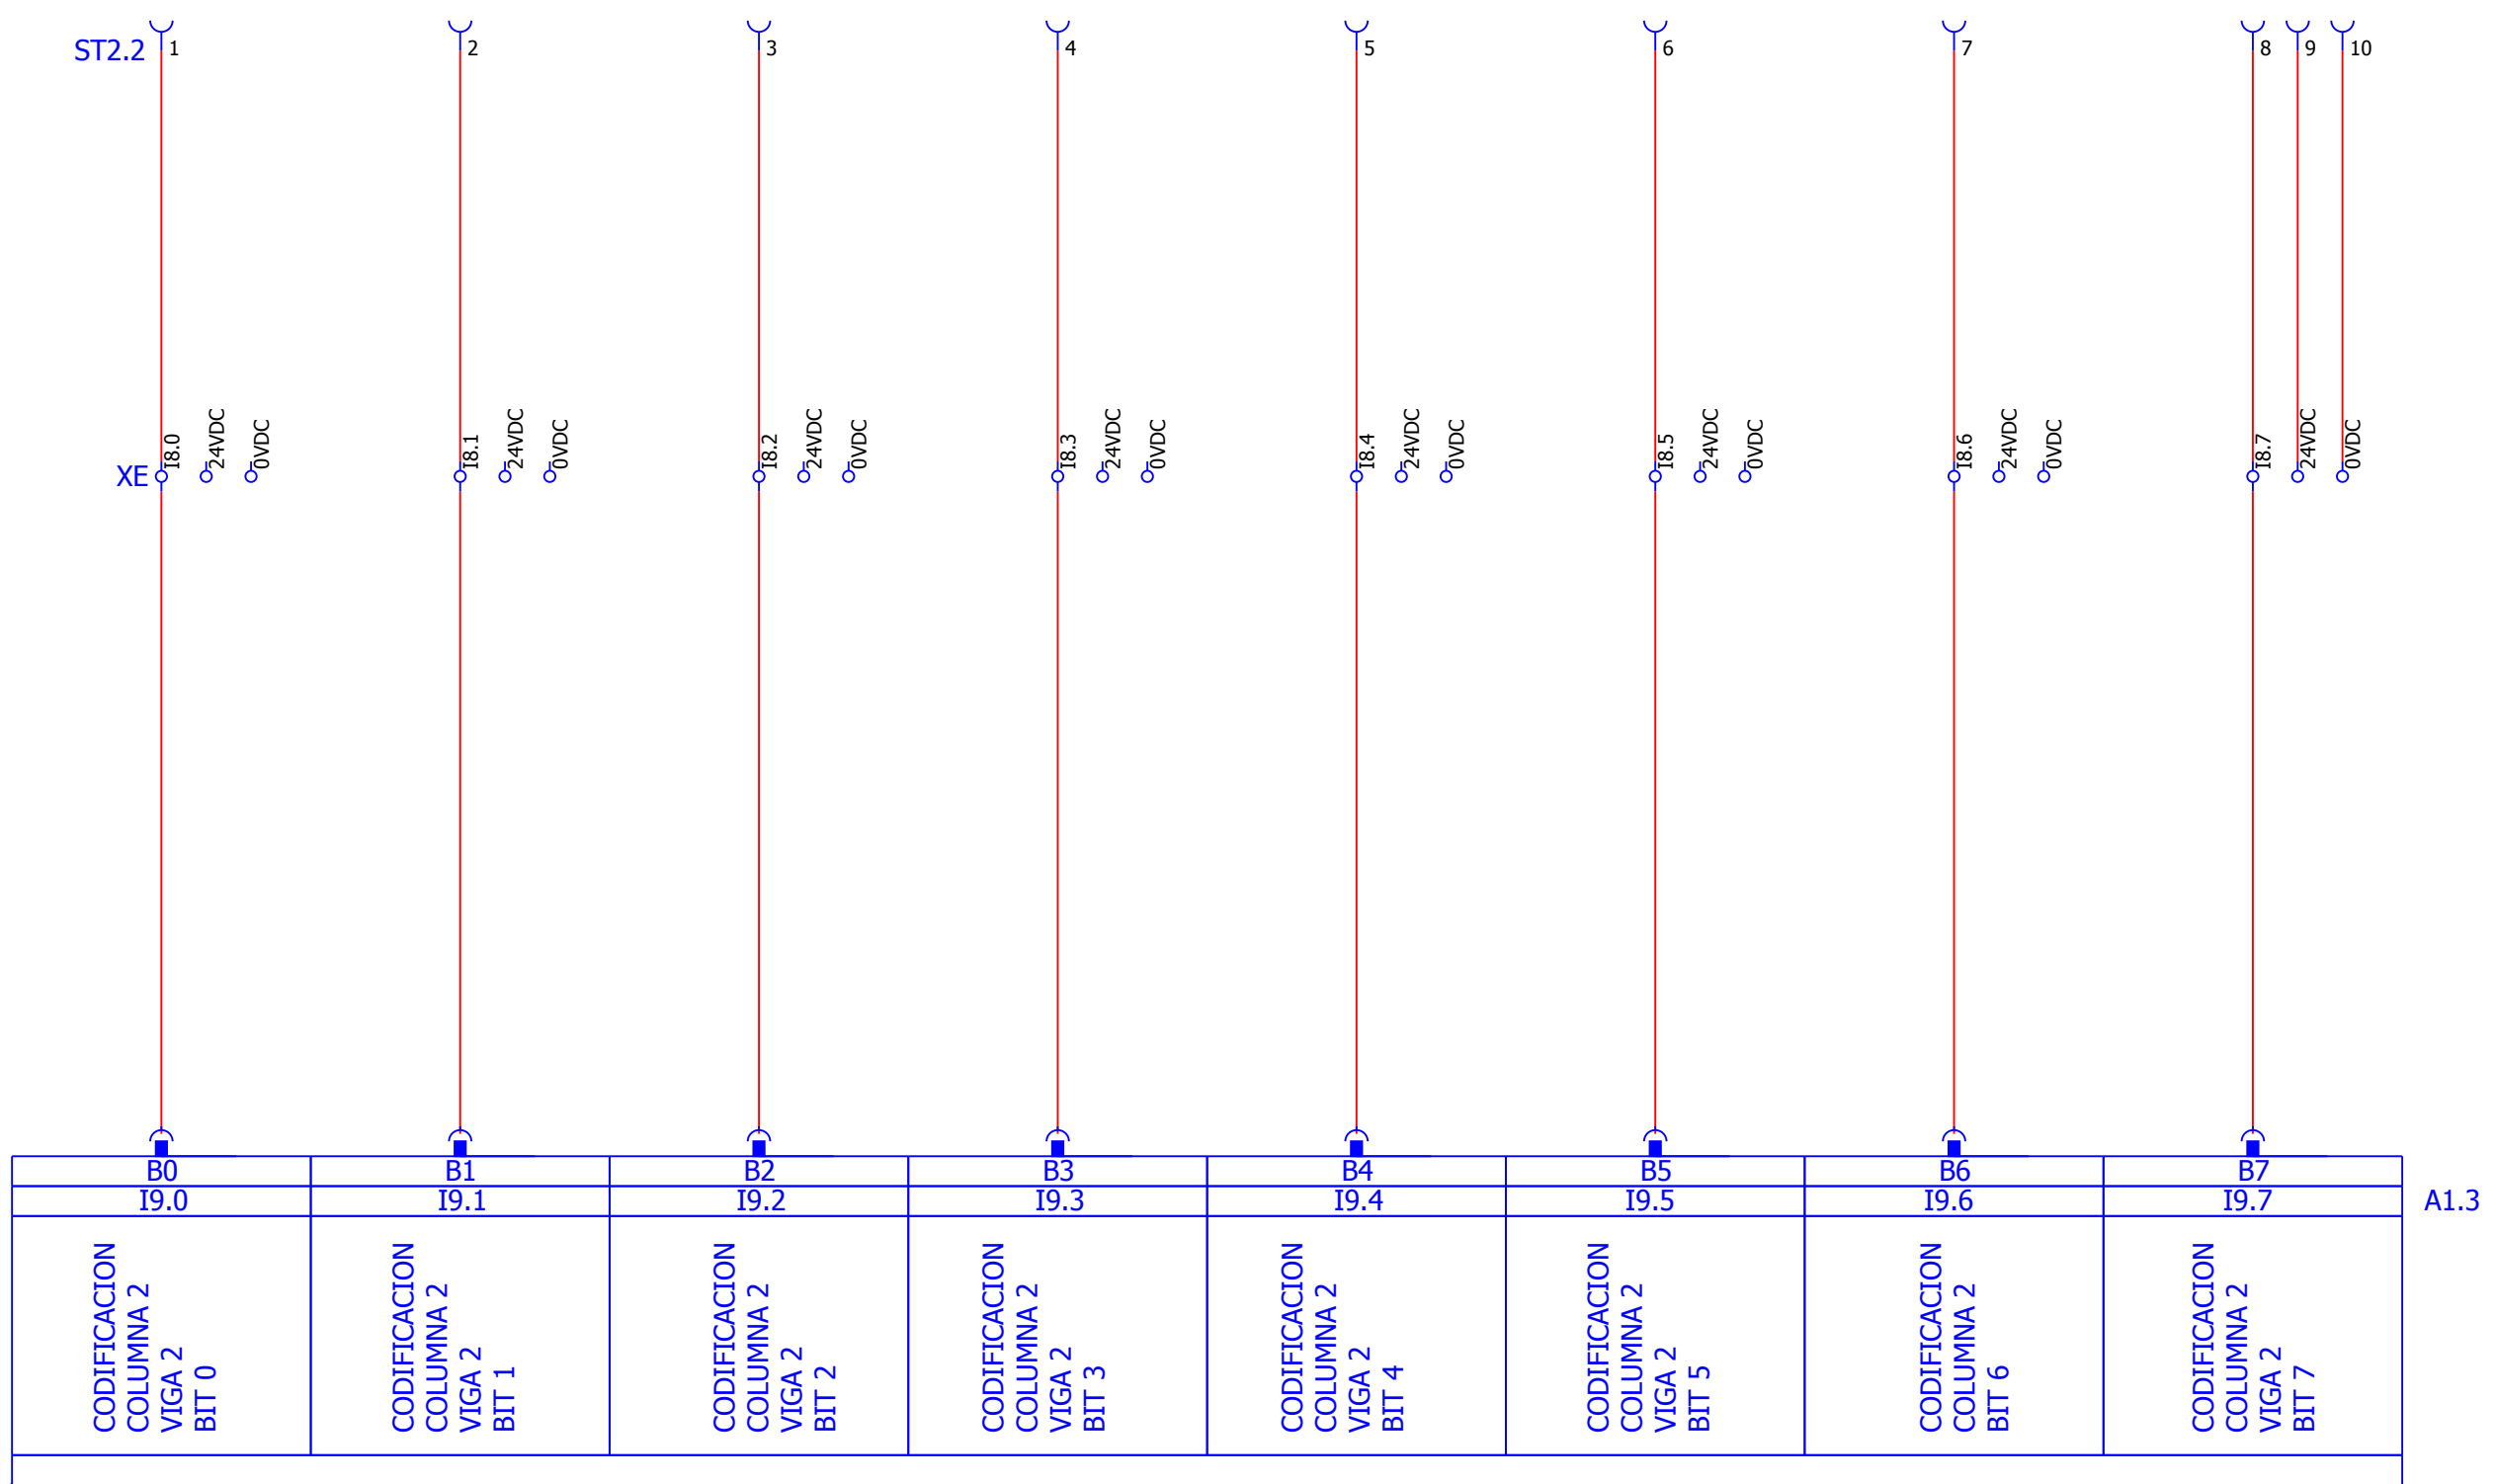 ST2.2 1 2 3 4 5 6 7 8 9 10
XE I8.0 24VDC 0VDC I8.1 24VDC 0VDC I8.2 24VDC 0VDC I8.3 24VDC 0VDC I8.4 24VDC 0VDC I8.5 24VDC 0VDC I8.6 24VDC 0VDC I8.7 24VDC 0VDC
B0 B1 B2 B3 B4 B5 B6 B7
I9.0 I9.1 I9.2 I9.3 I9.4 I9.5 I9.6 I9.7 A1.3
CODIFICACION
COLUMNA 2
VIGA 2
BIT 0
CODIFICACION
COLUMNA 2
VIGA 2
BIT 1
CODIFICACION
COLUMNA 2
VIGA 2
BIT 2
CODIFICACION
COLUMNA 2
VIGA 2
BIT 3
CODIFICACION
COLUMNA 2
VIGA 2
BIT 4
CODIFICACION
COLUMNA 2
VIGA 2
BIT 5
CODIFICACION
COLUMNA 2
BIT 6
CODIFICACION
COLUMNA 2
VIGA 2
BIT 7